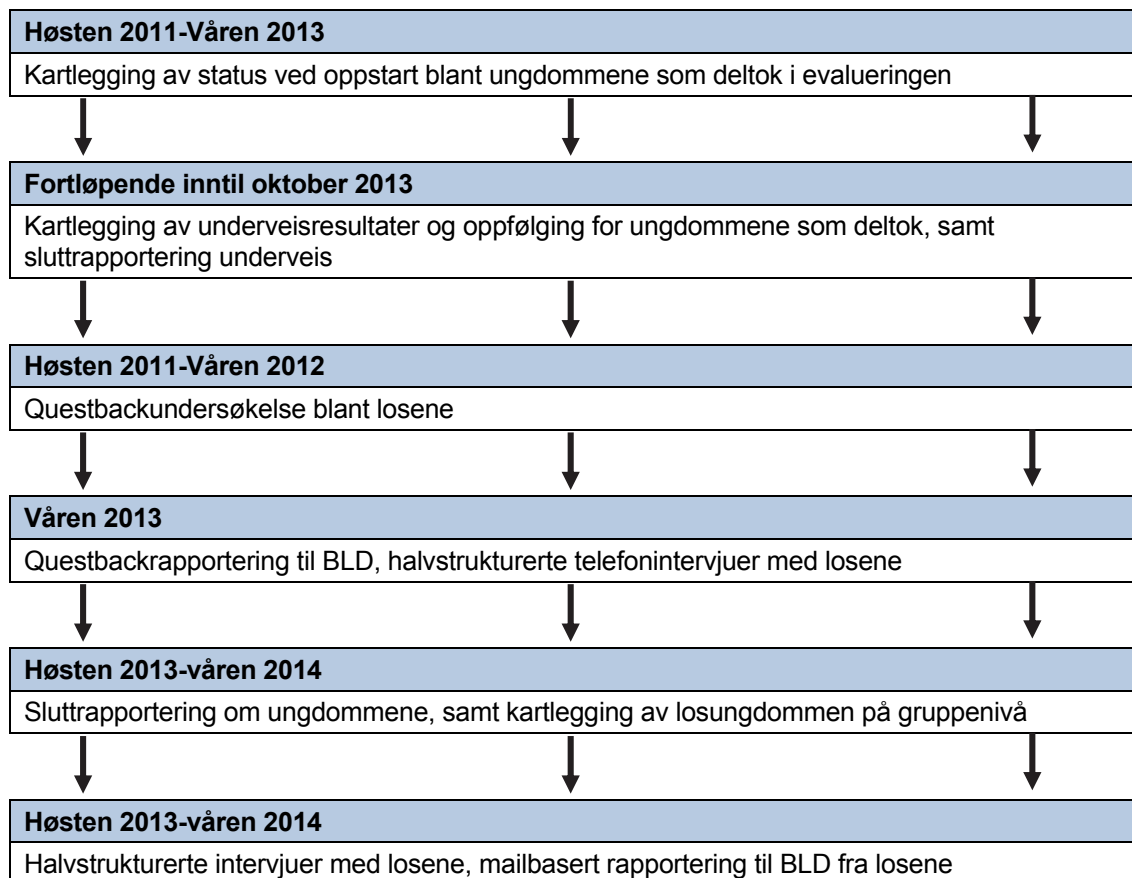 Høsten 2011-Våren 2013
Kartlegging av status ved oppstart blant ungdommene som deltok i evalueringen
Fortløpende inntil oktober 2013
Kartlegging av underveisresultater og oppfølging for ungdommene som deltok, samt
sluttrapportering underveis
Høsten 2011-Våren 2012
Questbackundersøkelse blant losene
Våren 2013
Questbackrapportering til BLD, halvstrukturerte telefonintervjuer med losene
Høsten 2013-våren 2014
Sluttrapportering om ungdommene, samt kartlegging av losungdommen på gruppenivå
Høsten 2013-våren 2014
Halvstrukturerte intervjuer med losene, mailbasert rapportering til BLD fra losene